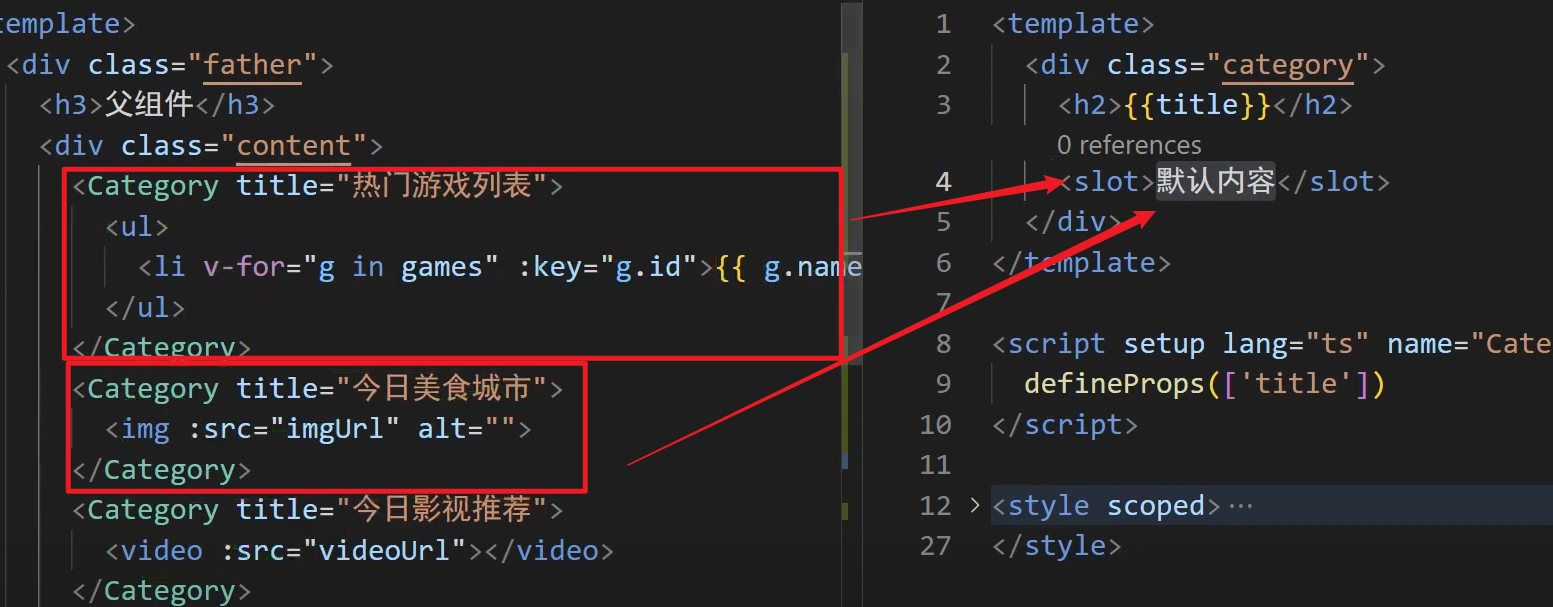 template>
<div class="father">
<h3>父组件</h3>
<div class="content">
<Category title="热门游戏列表">
<ul>
<li v-for="g in games" :key="g.id">{{ g.name
</ul>
</Category>
<Category title="今日美食城市">
<img :src="imgUrl" alt="">
</Category>
<Category title="今日影视推荐">
<video :src="videoUrl"></video>
</Category>
1 <template>
2 <div class="category">
3 <h2>{{title}}</h2>
0 references
4 <slot>默认内容</slot>
5 </div>
6 </template>
7
8 <script setup lang="ts" name="Cate
9 defineProps(['title'])
10 </script>
11
12 > <style scoped>···
27 </style>